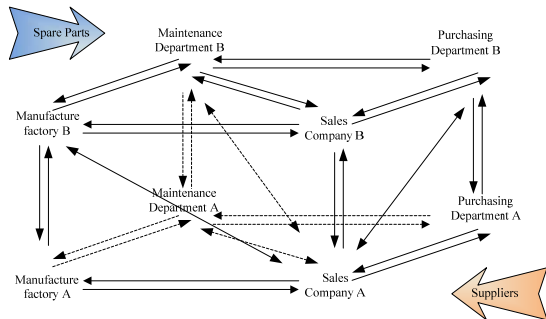 Spare Parts
Maintenance
Department B
Purchasing
Department B
Manufacture
factory B
Sales
Company B
Maintenance
Department A
Purchasing
Department A
Manufacture
factory A
Sales
Company A
Suppliers